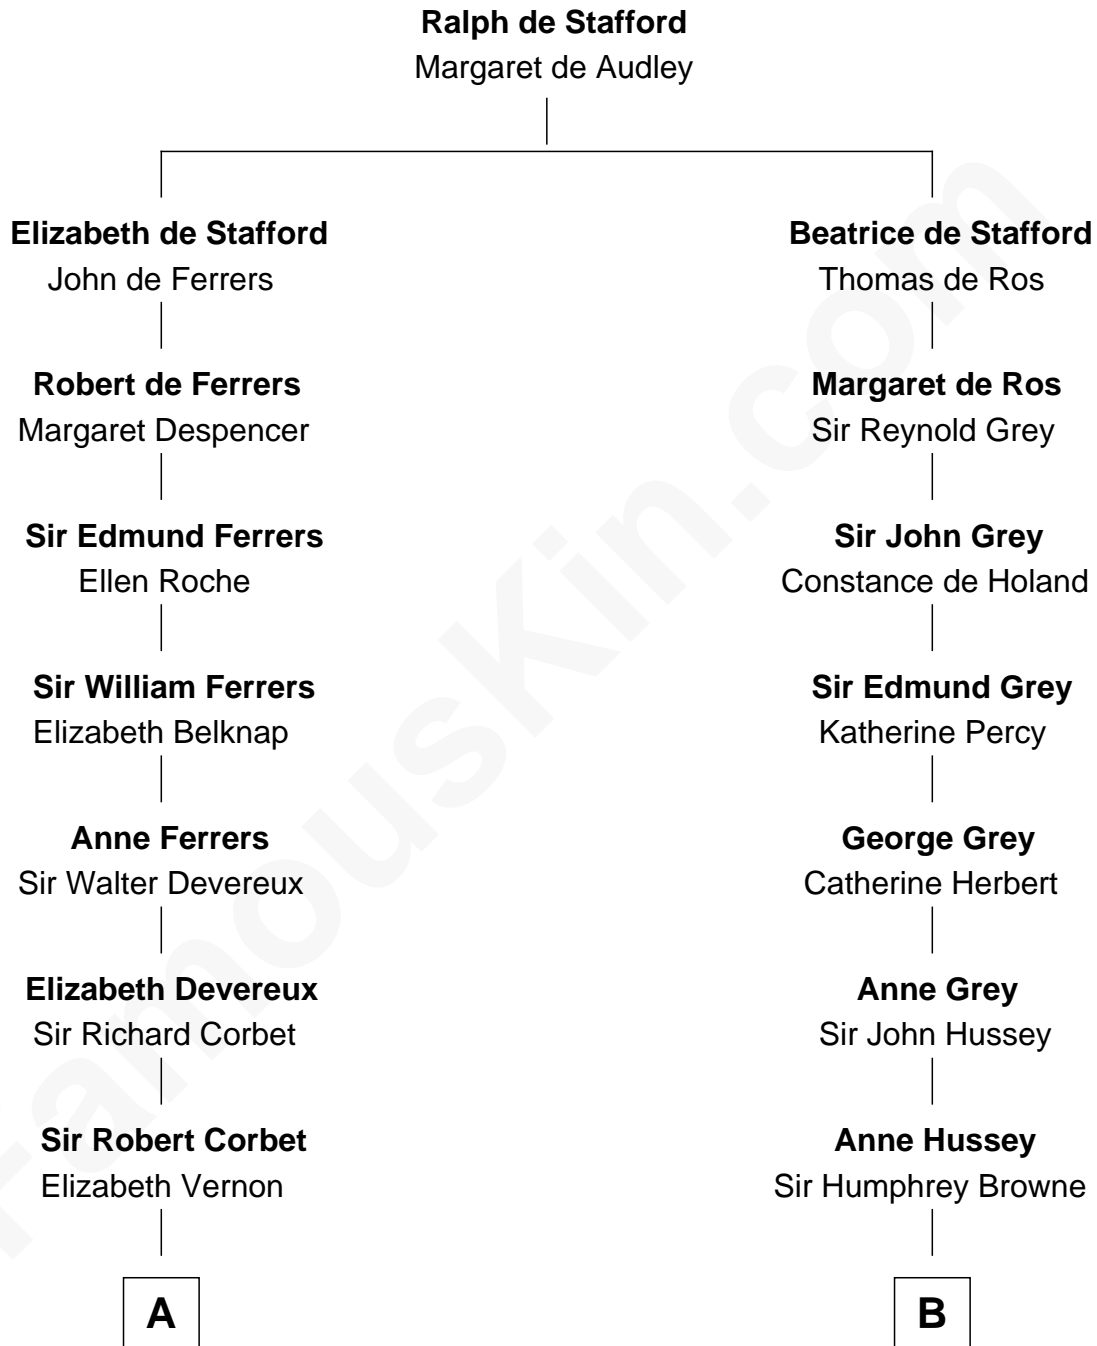 Ralph de Stafford
Margaret de Audley
Elizabeth de Stafford
John de Ferrers
Robert de Ferrers
Margaret Despencer
Sir Edmund Ferrers
Ellen Roche
Sir William Ferrers
Elizabeth Belknap
Anne Ferrers
Sir Walter Devereux
Elizabeth Devereux
Sir Richard Corbet
Sir Robert Corbet
Elizabeth Vernon
A
Beatrice de Stafford
Thomas de Ros
Margaret de Ros
Sir Reynold Grey
Sir John Grey
Constance de Holand
Sir Edmund Grey
Katherine Percy
George Grey
Catherine Herbert
Anne Grey
Sir John Hussey
Anne Hussey
Sir Humphrey Browne
B
FamousKin.com